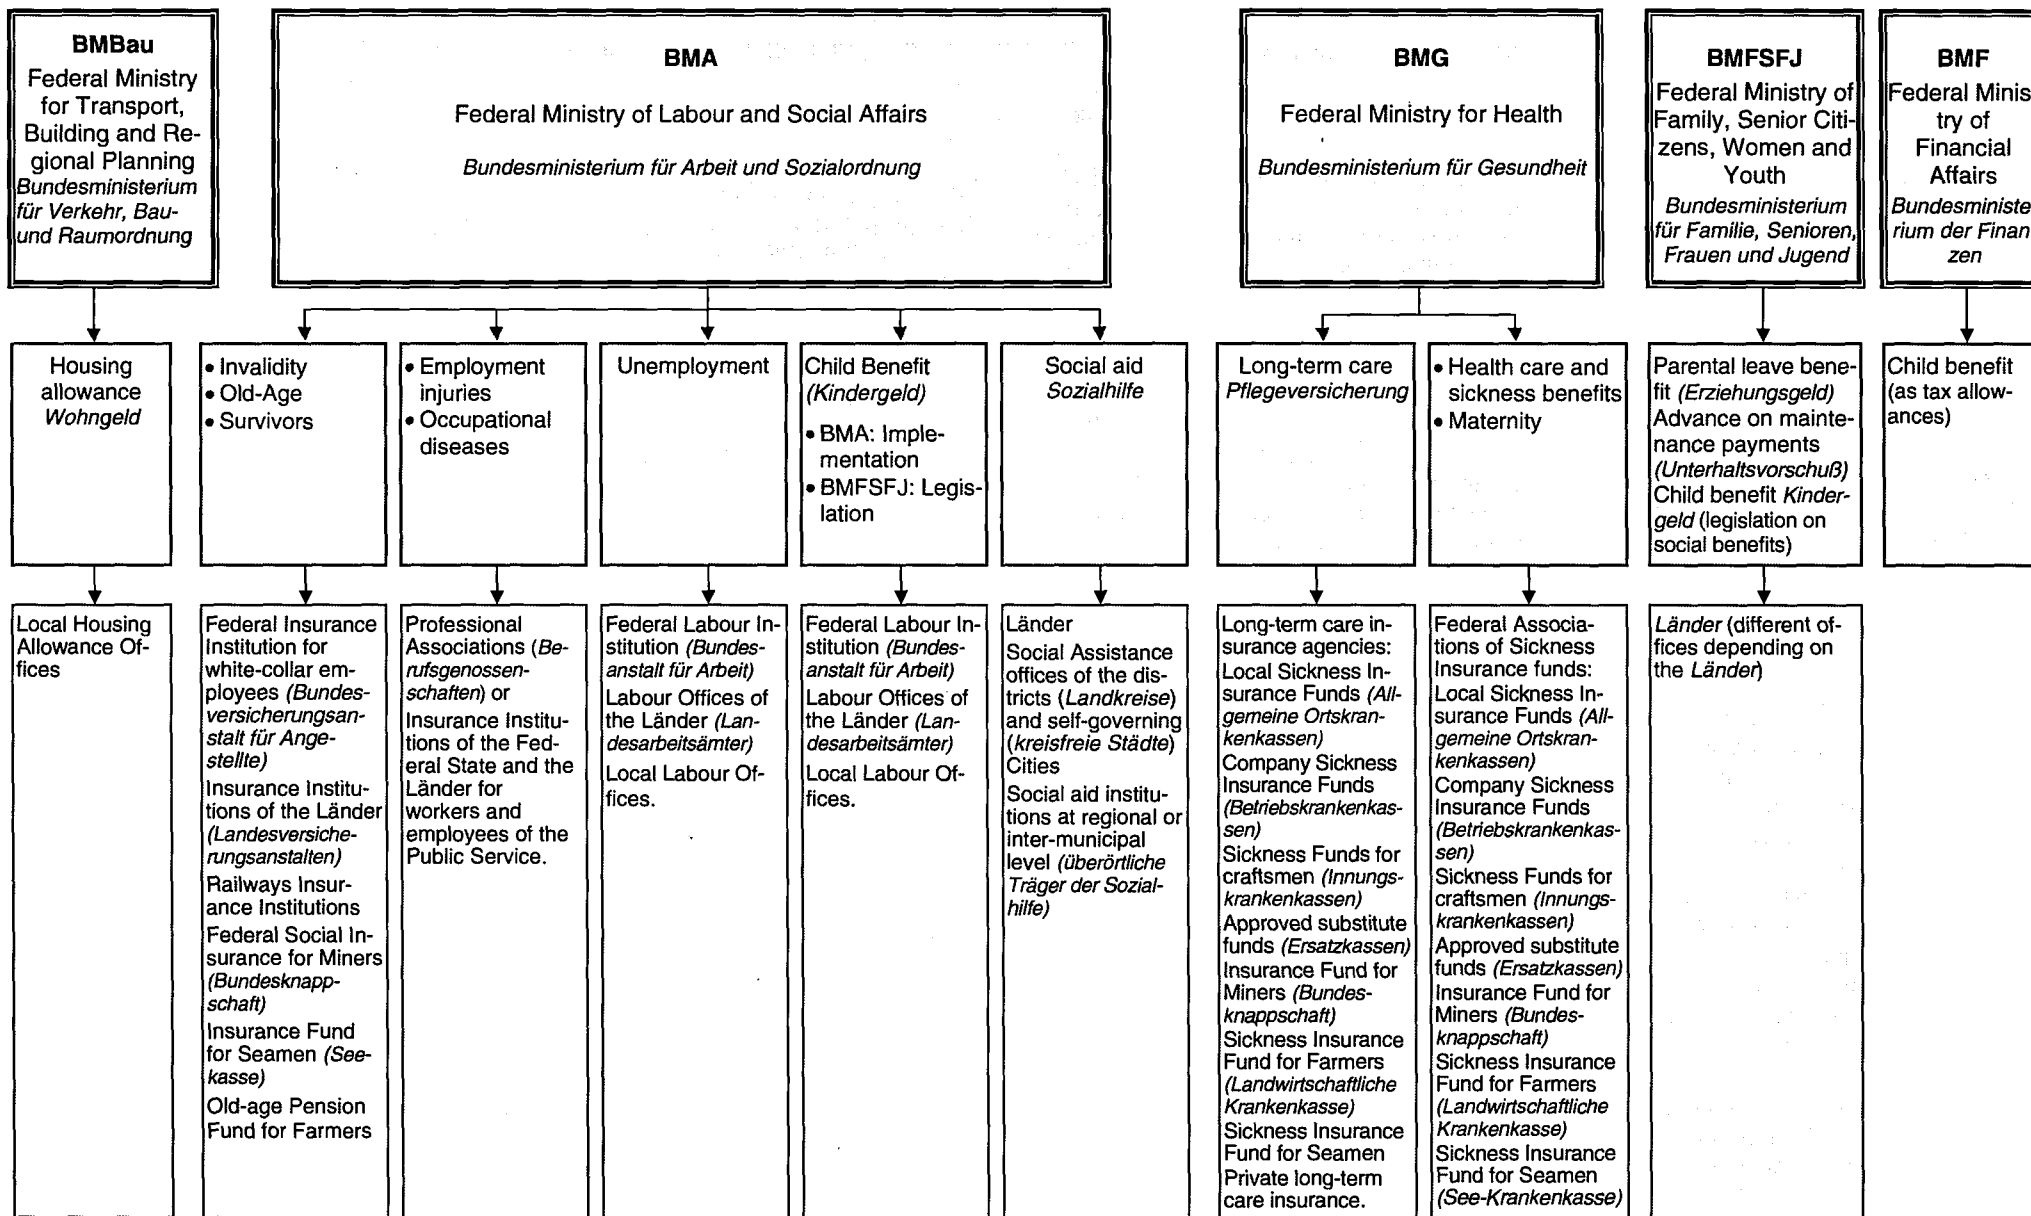 BMBau
Federal Ministry
for Transport,
Building and Re-
gional Planning
Bundesministerium
für Verkehr, Bau-
und Raumordnung
BMA
Federal Ministry of Labour and Social Affairs
Bundesministerium für Arbeit und Sozialordnung
BMG
Federal Ministry for Health
Bundesministerium für Gesundheit
BMFSFJ
Federal Ministry of
Family, Senior Citi-
zens, Women and
Youth
Bundesministerium
für Familie, Senioren,
Frauen und Jugend
BMF
Federal Minis
try of
Financial
Affairs
Bundesministe
rium der Finan
zen
Housing
allowance
Wohngeld
• Invalidity
• Old-Age
• Survivors
• Employment
injuries
• Occupational
diseases
Unemployment
Child Benefit
(Kindergeld)
• BMA: Imple-
mentation
• BMFSFJ: Legis-
lation
Social aid
Sozialhilfe
Long-term care
Pflegeversicherung
• Health care and
sickness benefits
• Maternity
Parental leave bene-
fit (Erziehungsgeld)
Advance on mainte-
nance payments
(Unterhaltsvorschuß)
Child benefit Kinder-
geld (legislation on
social benefits)
Child benefit
(as tax allow-
ances)
Local Housing
Allowance Of-
fices
Federal Insurance
Institution for
white-collar em-
ployees (Bundes-
versicherungsan-
stalt für Ange-
stellte)
Insurance Institu-
tions of the Länder
(Landesversiche-
rungsanstalten)
Railways Insur-
ance Institutions
Federal Social In-
surance for Miners
(Bundesknapp-
schaft)
Insurance Fund
for Seamen (See-
kasse)
Old-age Pension
Fund for Farmers
Professional
Associations (Be-
rufsgenossen-
schaften) or
Insurance Institu-
tions of the Fed-
eral State and the
Länder for
workers and
employees of the
Public Service.
Federal Labour In-
stitution (Bundes-
anstalt für Arbeit)
Labour Offices of
the Länder (Lan-
desarbeitsämter)
Local Labour Of-
fices.
Federal Labour In-
stitution (Bundes-
anstalt für Arbeit)
Labour Offices of
the Länder (Lan-
desarbeitsämter)
Local Labour Of-
fices.
Länder
Social Assistance
offices of the dis-
tricts (Landkreise)
and self-governing
(kreisfreie Städte)
Cities
Social aid institu-
tions at regional or
inter-municipal
level (überörtliche
Träger der Sozial-
hilfe)
Long-term care in-
surance agencies:
Local Sickness In-
surance Funds (All-
gemeine Ortskran-
kenkassen)
Company Sickness
Insurance Funds
(Betriebskrankenkas-
sen)
Sickness Funds for
craftsmen (Innungs-
krankenkassen)
Approved substitute
funds (Ersatzkassen)
Insurance Fund for
Miners (Bundes-
knappschaft)
Sickness Insurance
Fund for Farmers
(Landwirtschaftliche
Krankenkasse)
Sickness Insurance
Fund for Seamen
Private long-term
care insurance.
Federal Associa-
tions of Sickness
Insurance funds:
Local Sickness In-
surance Funds (All-
gemeine Ortskran-
kenkassen)
Company Sickness
Insurance Funds
(Betriebskrankenkas-
sen)
Sickness Funds for
craftsmen (Innungs-
krankenkassen)
Approved substitute
funds (Ersatzkassen)
Insurance Fund for
Miners (Bundes-
knappschaft)
Sickness Insurance
Fund for Farmers
(Landwirtschaftliche
Krankenkasse)
Sickness Insurance
Fund for Seamen
(See-Krankenkasse)
Länder (different of-
fices depending on
the Länder)